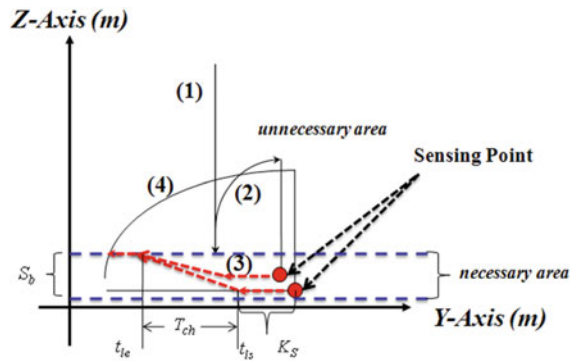 Z-Axis (m)
(1)
unnecessary area
Sensing Point
(4)
(2)
(3)
S_b
necessary area
Y-Axis (m)
T_ch
K_S
t_le
t_ls